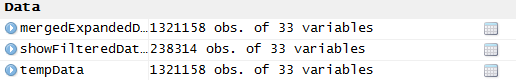 Data
mergedExpandedD…1321158 obs. of 33 variables
showFilteredDat…238314 obs. of 33 variables
tempData 1321158 obs. of 33 variables